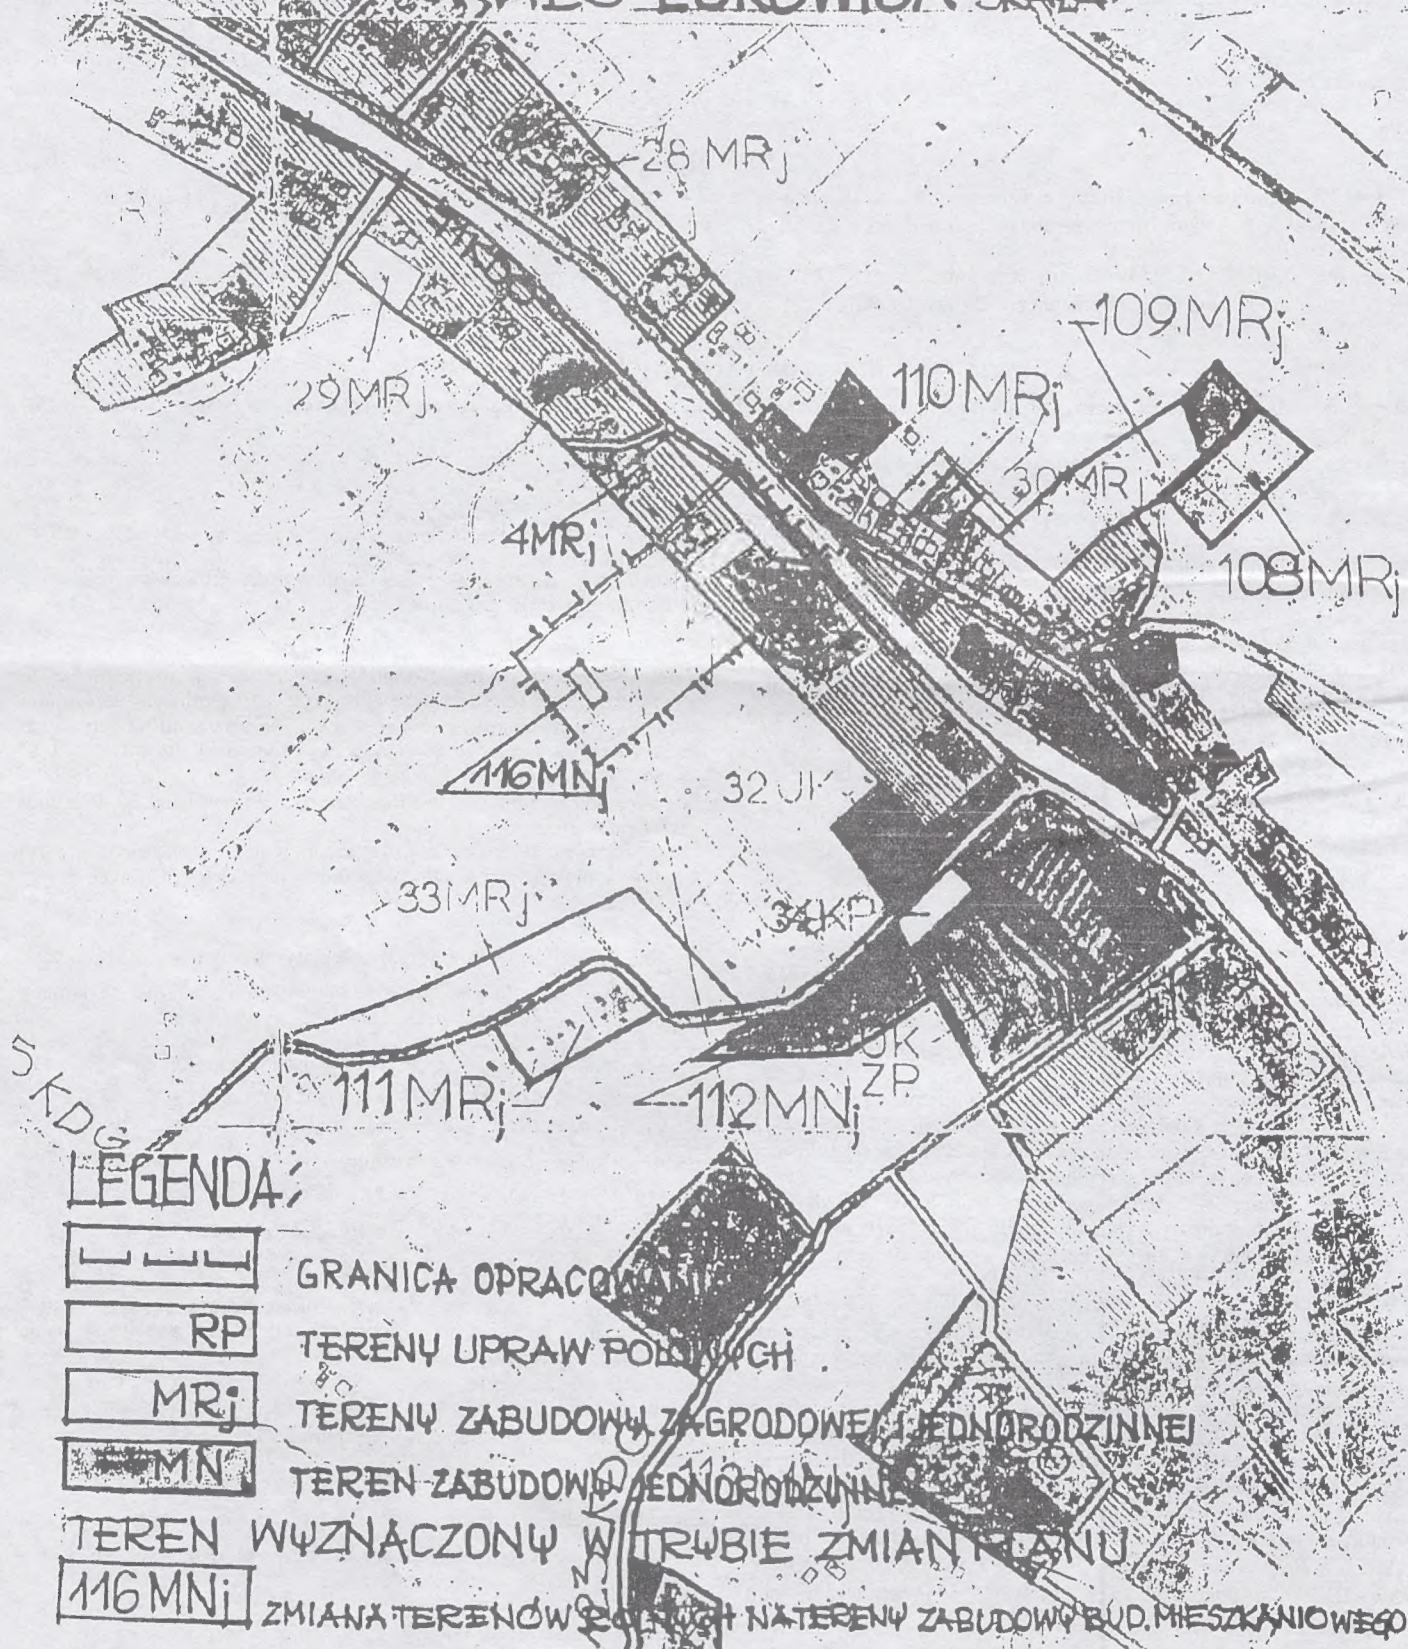 28 MRj
109 MRj
29 MRj
110 MRj
30 MRj
4MRj
108 MRj
116 MNj
32 UK
33 MRj
34 KP
UK
ZP
5 KDG
111 MRj
112 MNj
LEGENDA:
GRANICA OPRACOWANIA
RP
TERENY UPRAW POLOWYCH
MRj
TERENY ZABUDOWY ZAGRODOWEJ I JEDNORODZINNEJ
MN
TEREN ZABUDOWY JEDNORODZINNEJ
TEREN WYZNACZONY W TRYBIE ZMIAN PLANU
116 MNj
ZMIANA TERENÓW ROLNYCH NA TERENY ZABUDOWY BUD. MIESZKANIOWEGO